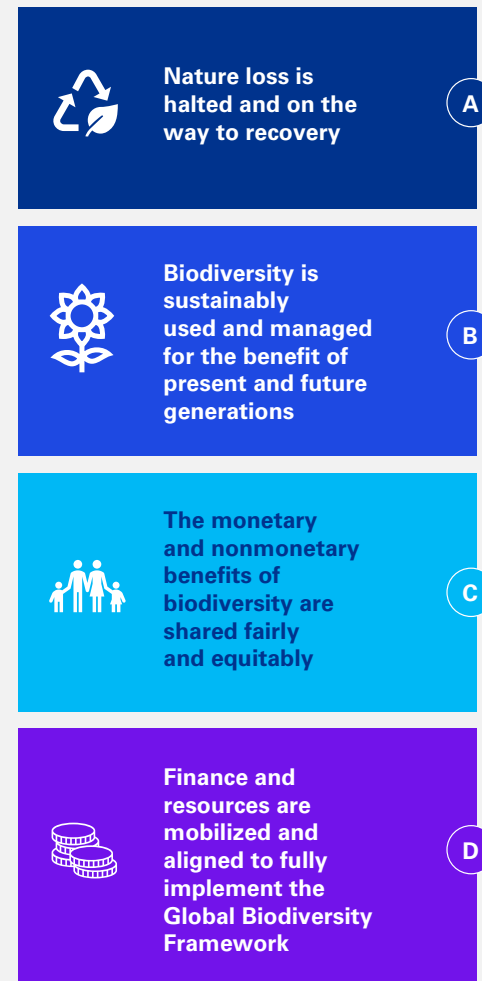 Nature loss is
halted and on the
way to recovery
A
Biodiversity is
sustainably
used and managed
for the benefit of
present and future
generations
B
The monetary
and nonmonetary
benefits of
biodiversity are
shared fairly
and equitably
C
Finance and
resources are
mobilized and
aligned to fully
implement the
Global Biodiversity
Framework
D